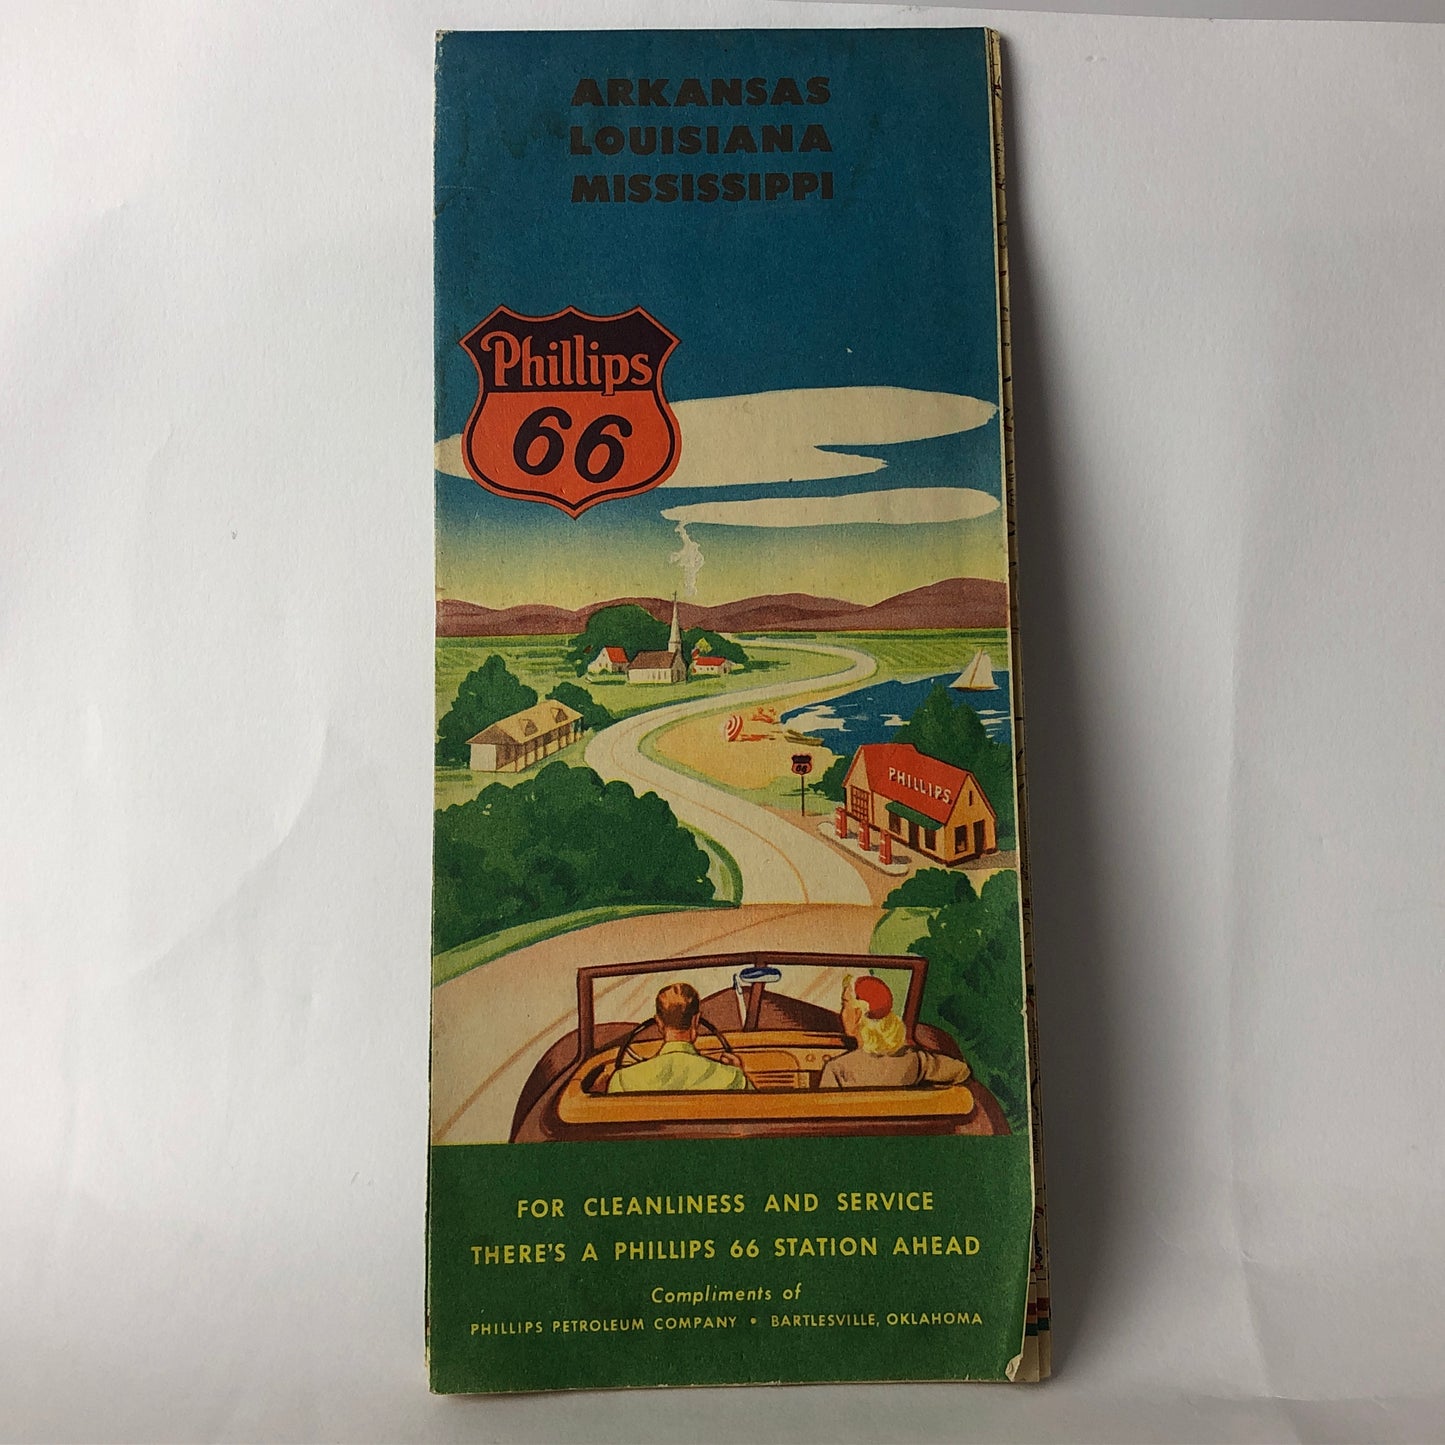 ARKANSAS
LOUISIANA
MISSISSIPPI
Phillips
66
66
PHILLIPS
FOR CLEANLINESS AND SERVICE
THERE'S A PHILLIPS 66 STATION AHEAD
Compliments of
PHILLIPS PETROLEUM COMPANY • BARTLESVILLE, OKLAHOMA